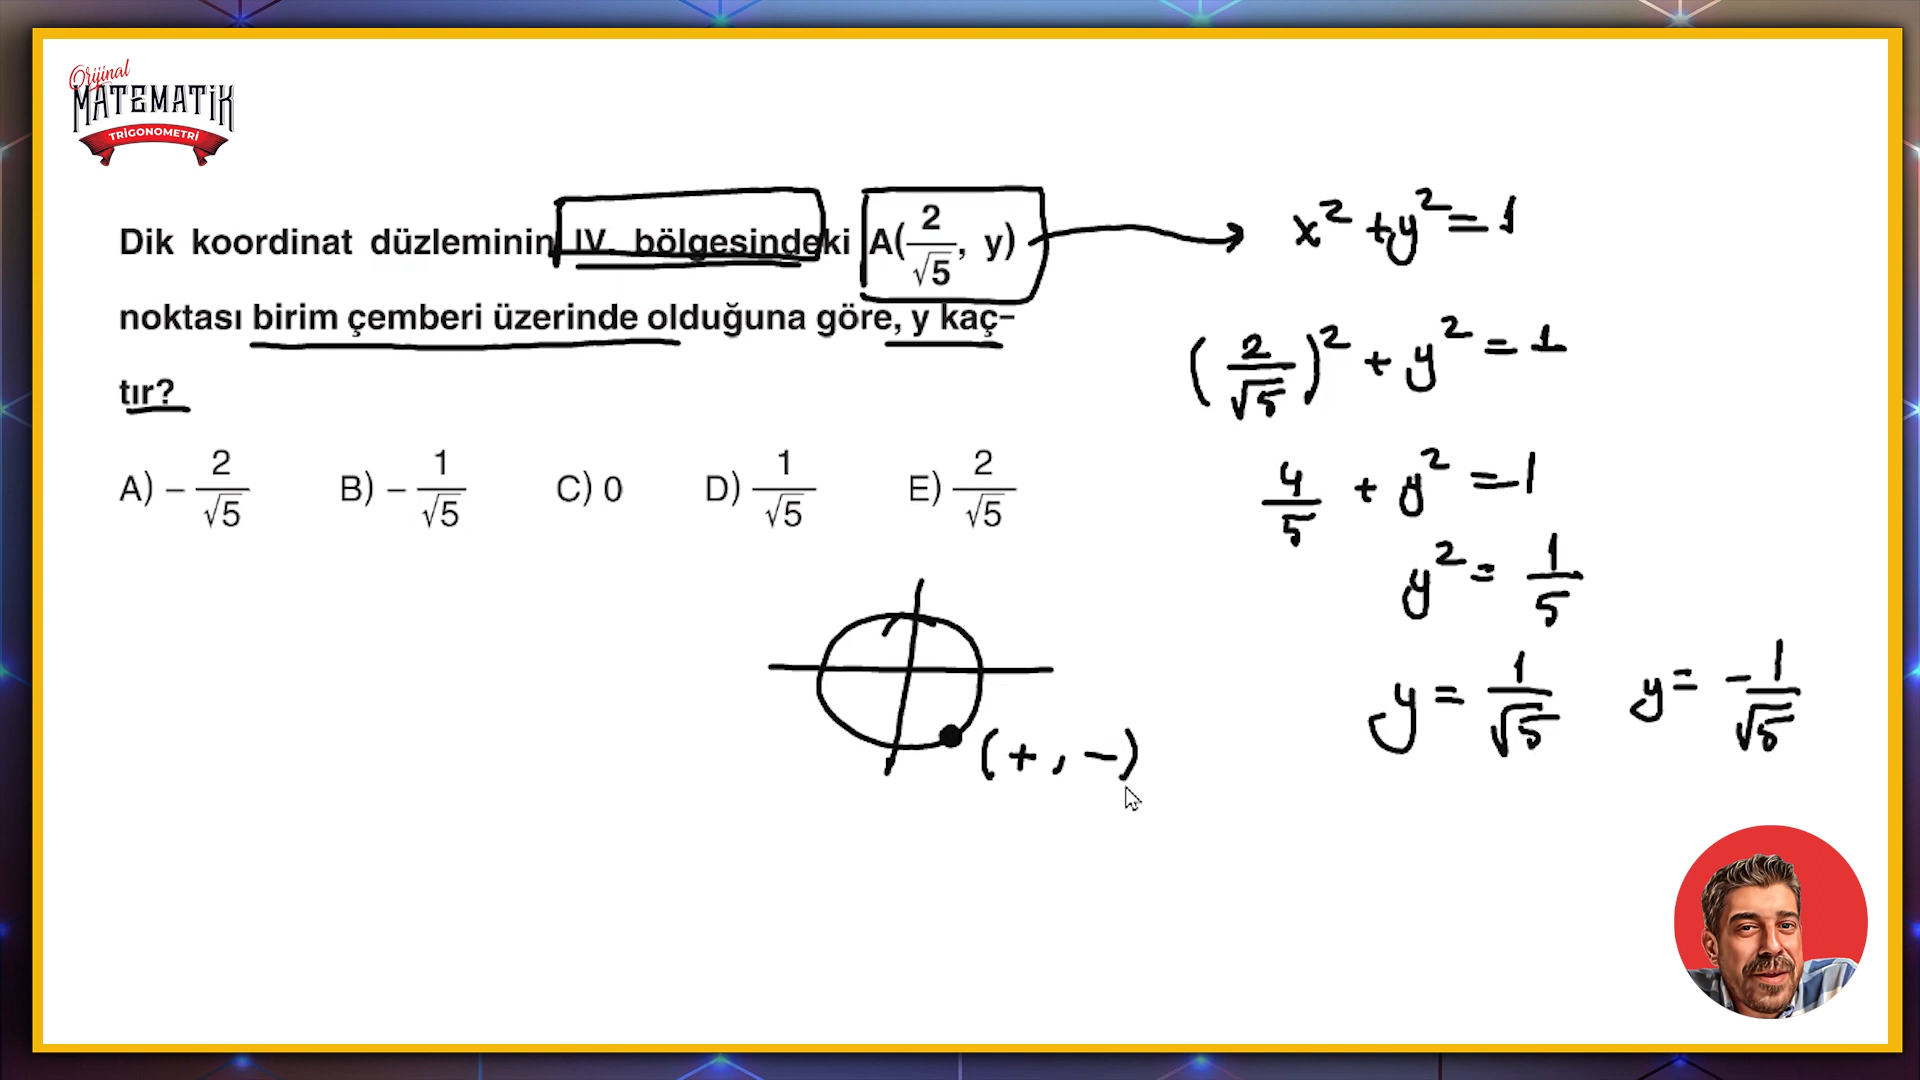 Orijinal
MATEMATİK
TRİGONOMETRİ
Dik koordinat düzleminin IV. bölgesindeki A(2/√5, y)
noktası birim çemberi üzerinde olduğuna göre, y kaç-
tır?
A) – 2/√5 B) – 1/√5 C) 0 D) 1/√5 E) 2/√5
x² + y² = 1
(2/√5)² + y² = 1
4/5 + y² = 1
y² = 1/5
y = 1/√5 y = -1/√5
(+, -)